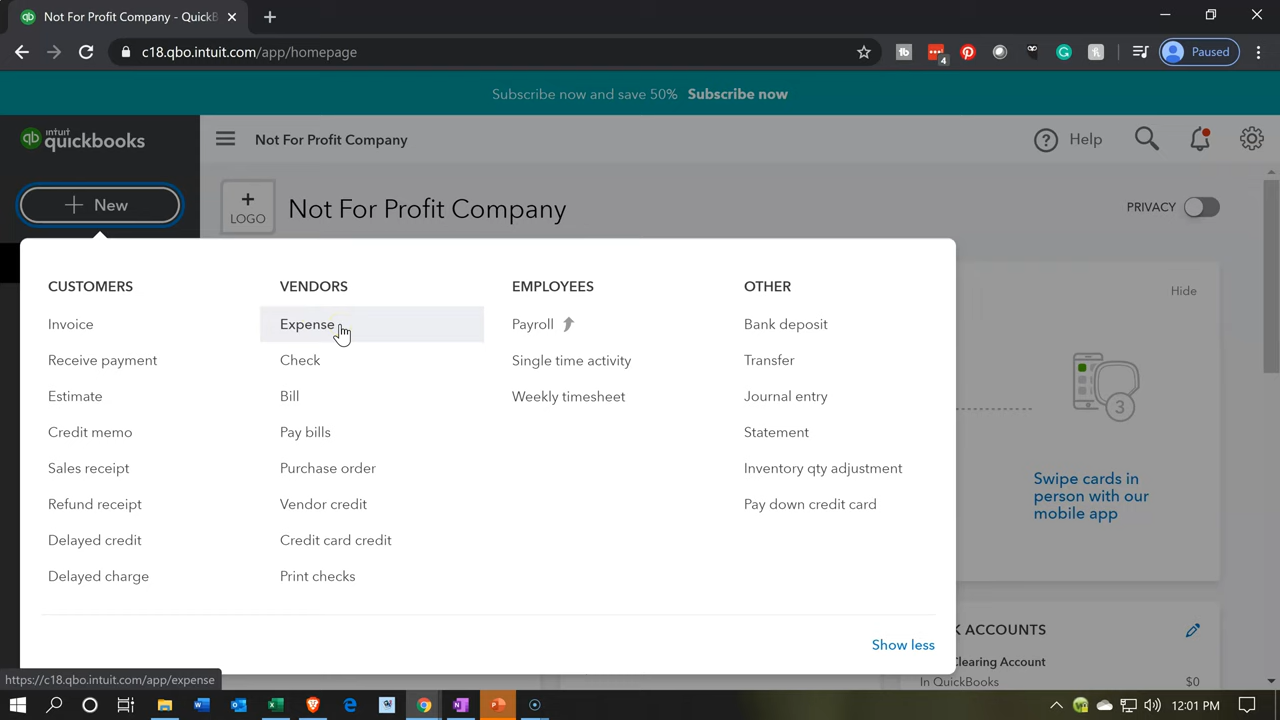 Not For Profit Company - QuickB
c18.qbo.intuit.com/app/homepage
4
Paused
Subscribe now and save 50% Subscribe now
qb intuit quickbooks
Not For Profit Company
Help
New
+ LOGO
Not For Profit Company
PRIVACY
CUSTOMERS
Invoice
Receive payment
Estimate
Credit memo
Sales receipt
Refund receipt
Delayed credit
Delayed charge
VENDORS
Expense
Check
Bill
Pay bills
Purchase order
Vendor credit
Credit card credit
Print checks
EMPLOYEES
Payroll
Single time activity
Weekly timesheet
OTHER
Bank deposit
Transfer
Journal entry
Statement
Inventory qty adjustment
Pay down credit card
Show less
Hide
3
Swipe cards in
person with our
mobile app
K ACCOUNTS
Clearing Account
In QuickBooks
$0
https://c18.qbo.intuit.com/app/expense
12:01 PM